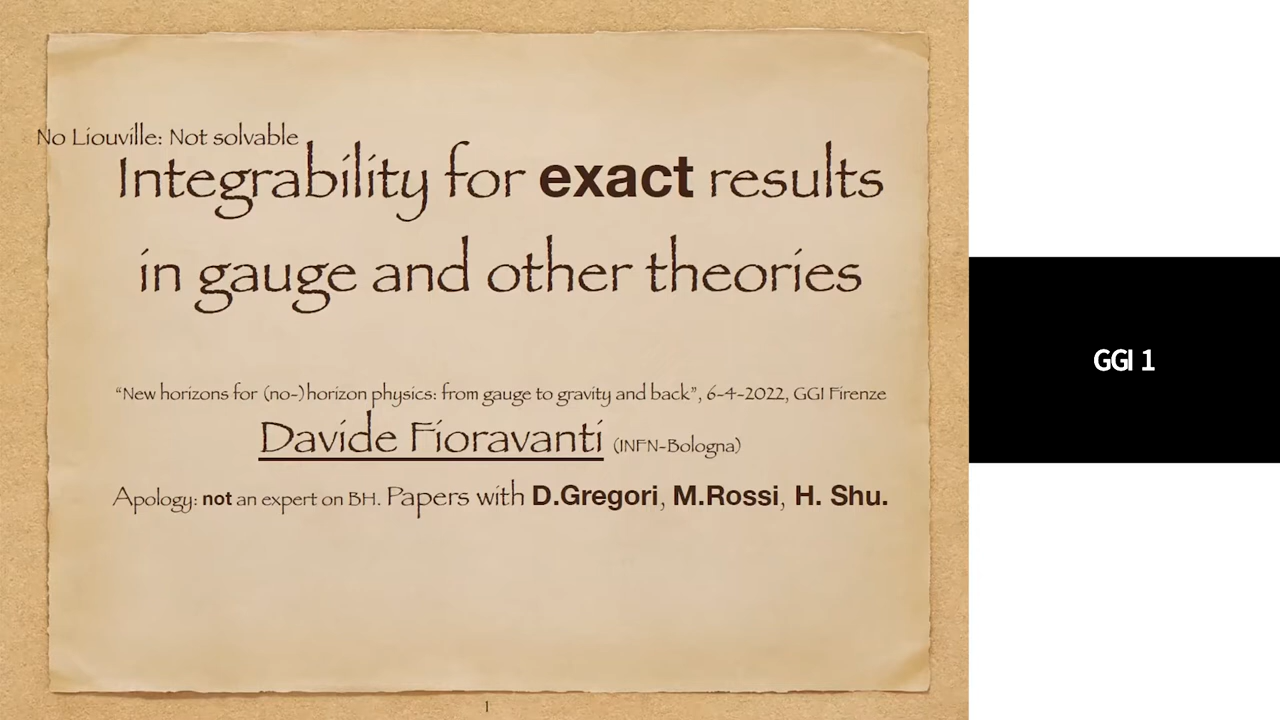 No Liouville: Not solvable
Integrability for exact results
in gauge and other theories
“New horizons for (no-)horizon physics: from gauge to gravity and back”, 6-4-2022, GGI Firenze
Davide Fioravanti (INFN-Bologna)
Apology: not an expert on BH. Papers with D.Gregori, M.Rossi, H. Shu.
1
GGI 1